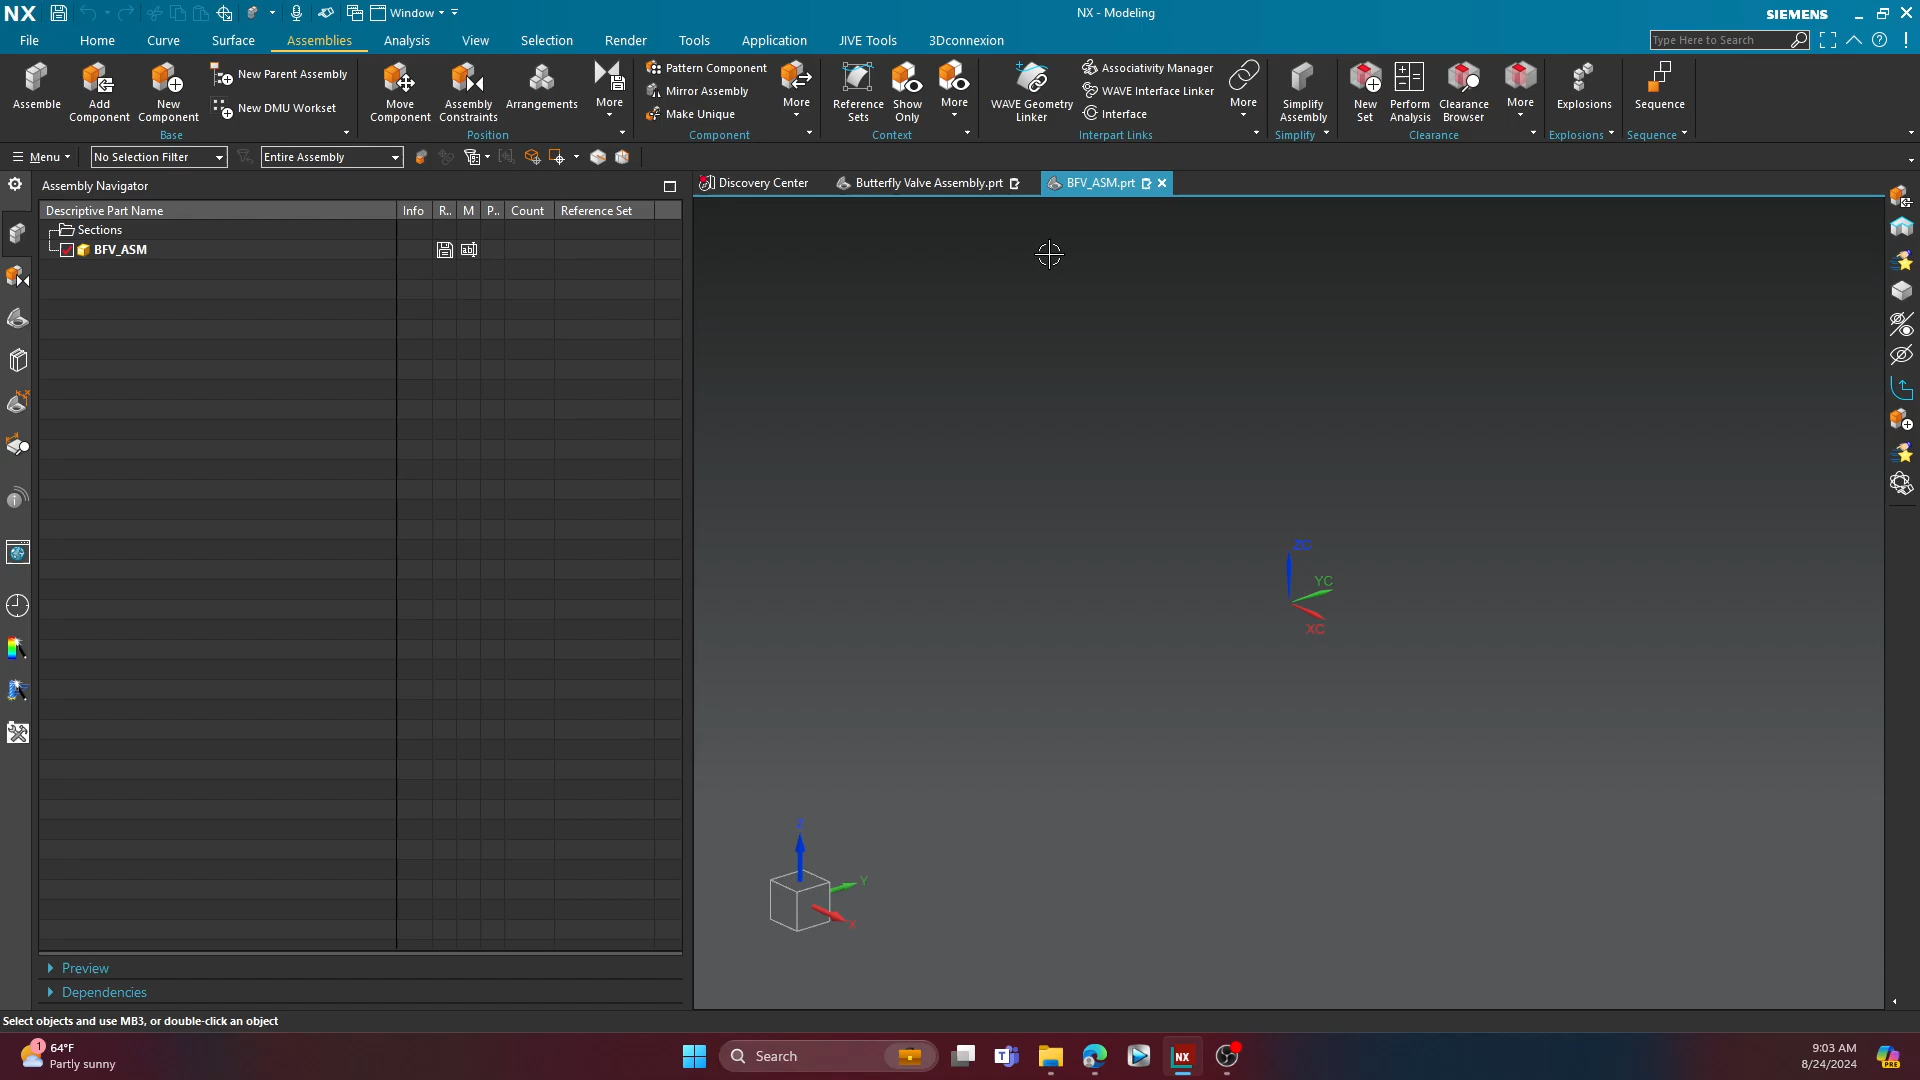 NX
Window
NX - Modeling
SIEMENS
File Home Curve Surface Assemblies Analysis View Selection Render Tools Application JIVE Tools 3Dconnexion
Type Here to Search
Assemble
Add Component
New Component
New Parent Assembly
New DMU Workset
Base
Move Component
Assembly Constraints
Arrangements
More
Position
Pattern Component
Mirror Assembly
Make Unique
More
Component
Reference Sets
Show Only
More
Context
WAVE Geometry Linker
Associativity Manager
WAVE Interface Linker
Interface
More
Interpart Links
Simplify Assembly
Simplify
New Set
Perform Analysis
Clearance Browser
More
Clearance
Explosions
Explosions
Sequence
Sequence
Menu
No Selection Filter
Entire Assembly
Assembly Navigator
Discovery Center
Butterfly Valve Assembly.prt
BFV_ASM.prt
Descriptive Part Name Info R.. M P.. Count Reference Set
Sections
BFV_ASM
YC
XC
Z
Y
X
Preview
Dependencies
Select objects and use MB3, or double-click an object
1
64°F
Partly sunny
Search
NX
9:03 AM
8/24/2024
PRE